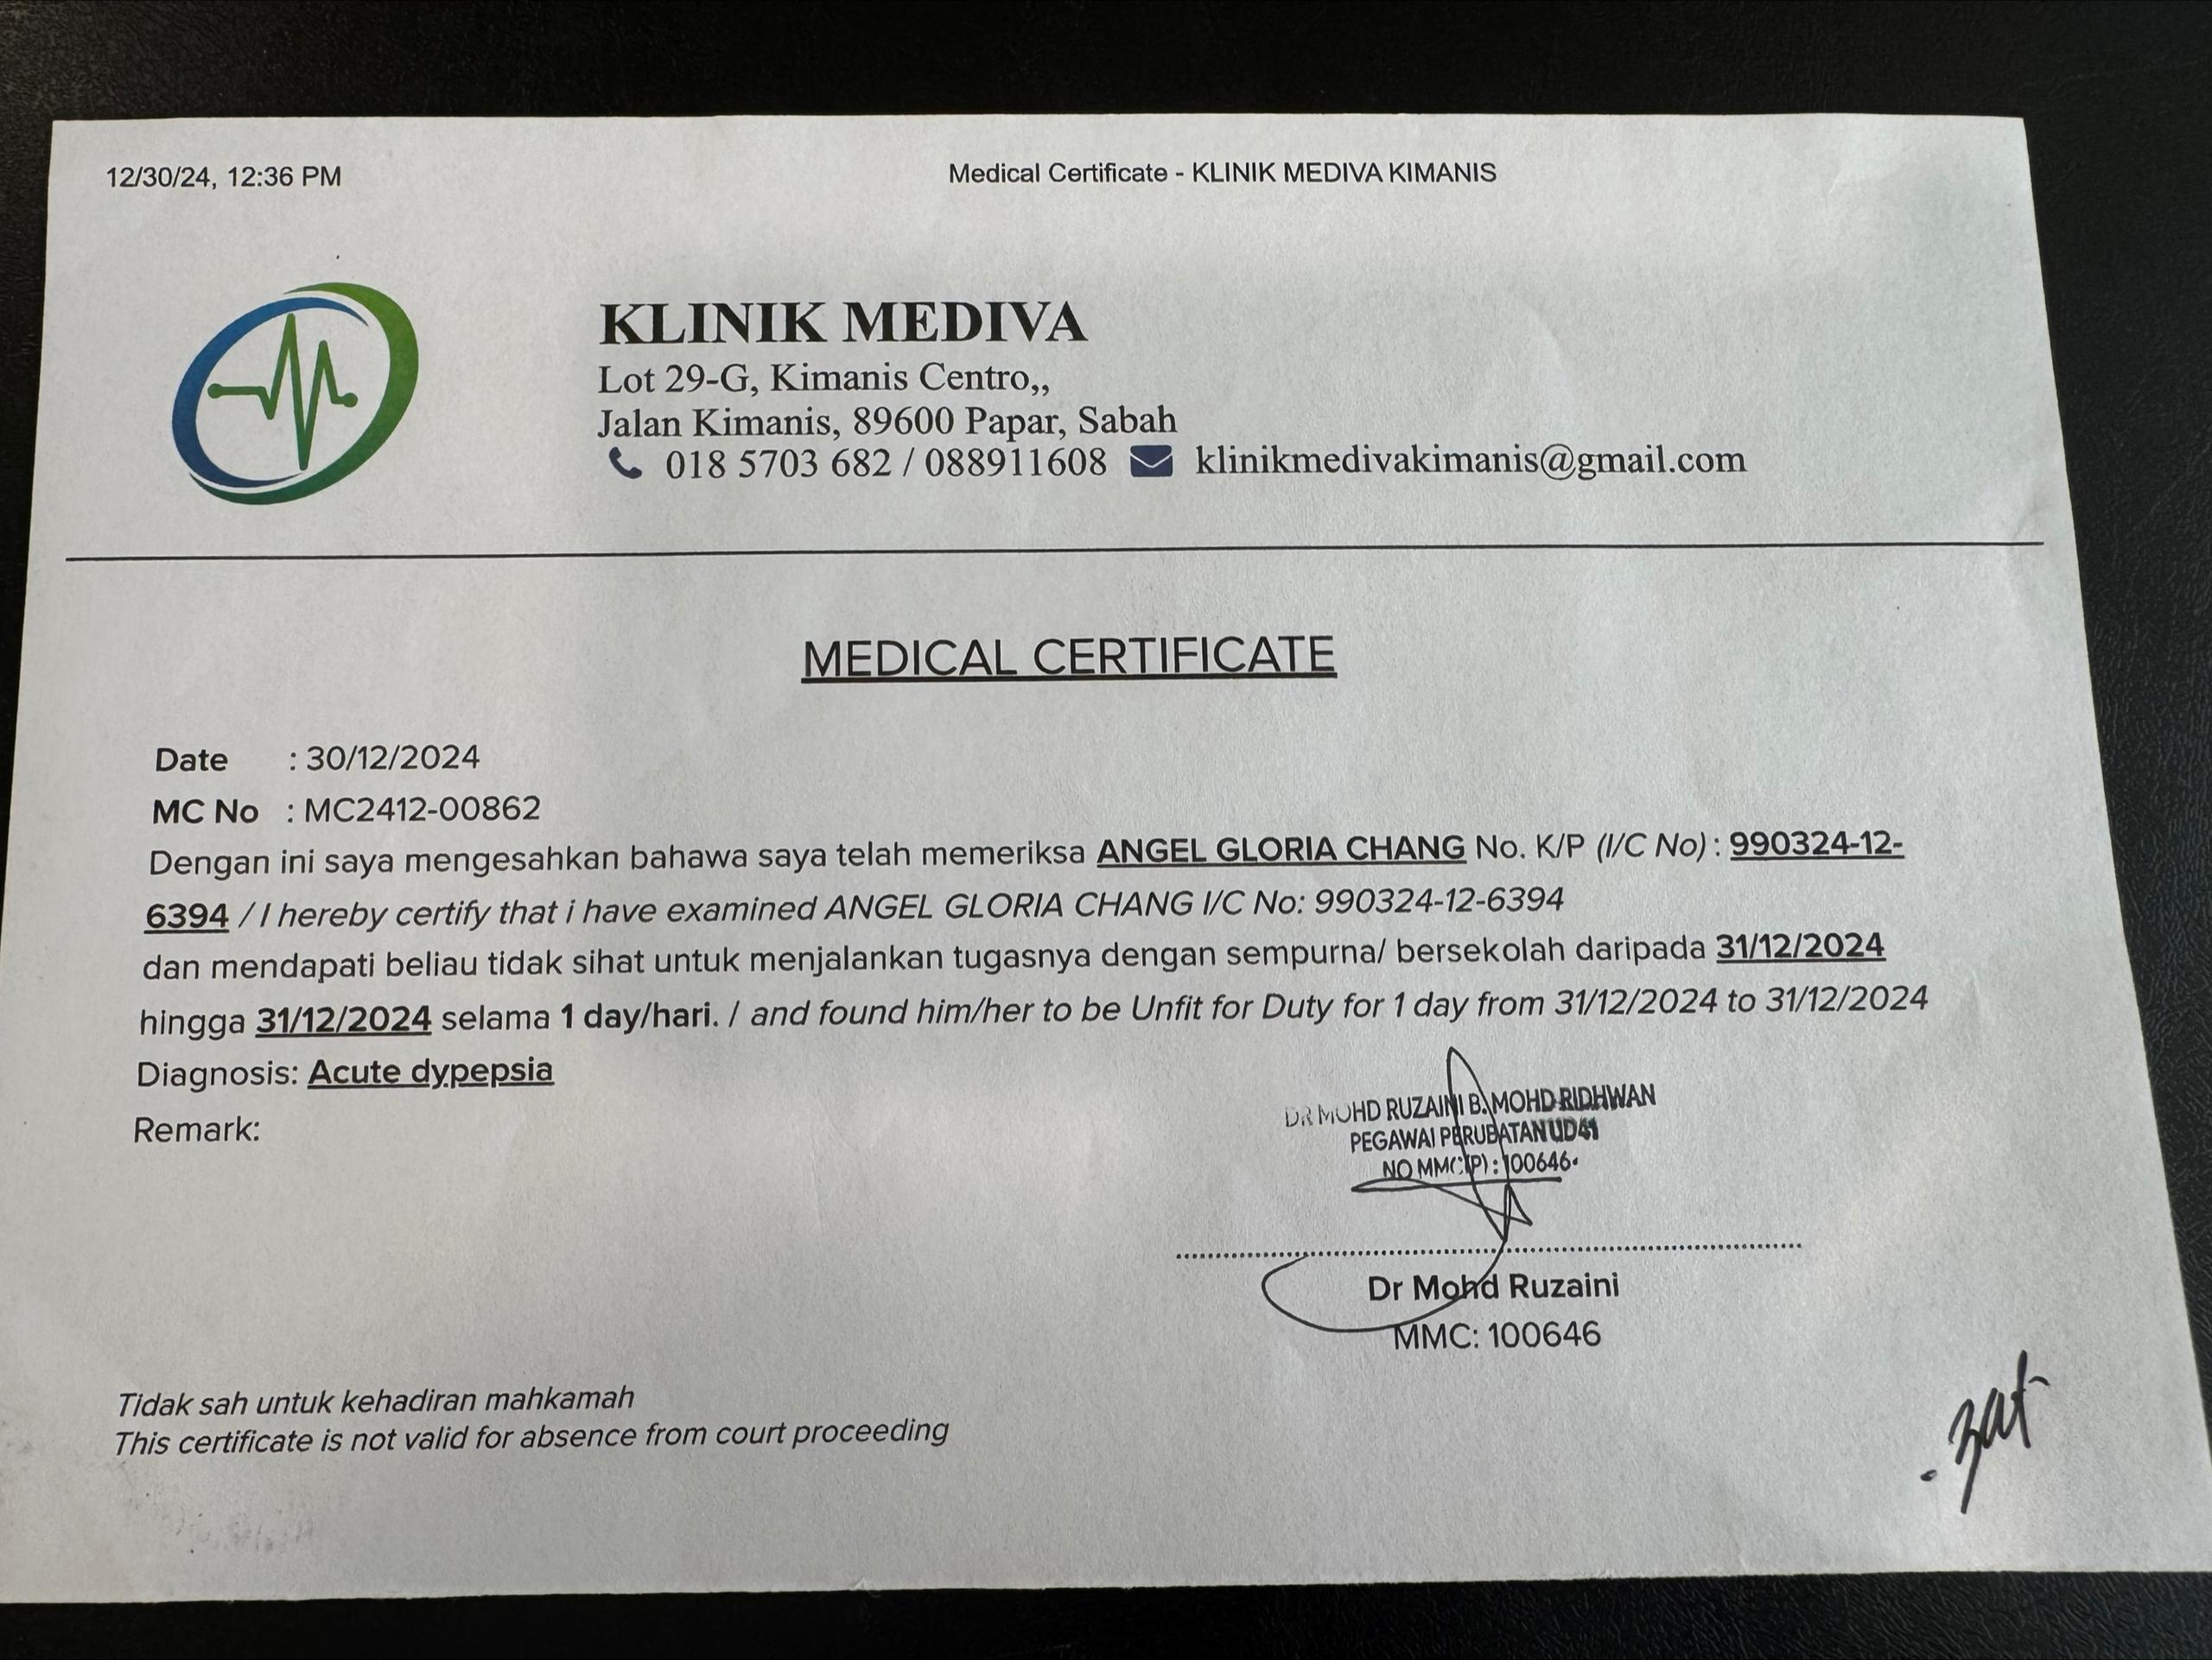 12/30/24, 12:36 PM
Medical Certificate - KLINIK MEDIVA KIMANIS
KLINIK MEDIVA
Lot 29-G, Kimanis Centro,,
Jalan Kimanis, 89600 Papar, Sabah
018 5703 682 / 088911608 klinikmedivakimanis@gmail.com
MEDICAL CERTIFICATE
Date : 30/12/2024
MC No : MC2412-00862
Dengan ini saya mengesahkan bahawa saya telah memeriksa ANGEL GLORIA CHANG No. K/P (I/C No) : 990324-12-
6394 / I hereby certify that i have examined ANGEL GLORIA CHANG I/C No: 990324-12-6394
dan mendapati beliau tidak sihat untuk menjalankan tugasnya dengan sempurna/ bersekolah daripada 31/12/2024
hingga 31/12/2024 selama 1 day/hari. / and found him/her to be Unfit for Duty for 1 day from 31/12/2024 to 31/12/2024
Diagnosis: Acute dypepsia
Remark:
DR MOHD RUZAINI B. MOHD RIDHWAN
PEGAWAI PERUBATAN UD41
NO MMC(P) : 100646
Dr Mohd Ruzaini
MMC: 100646
Tidak sah untuk kehadiran mahkamah
This certificate is not valid for absence from court proceeding